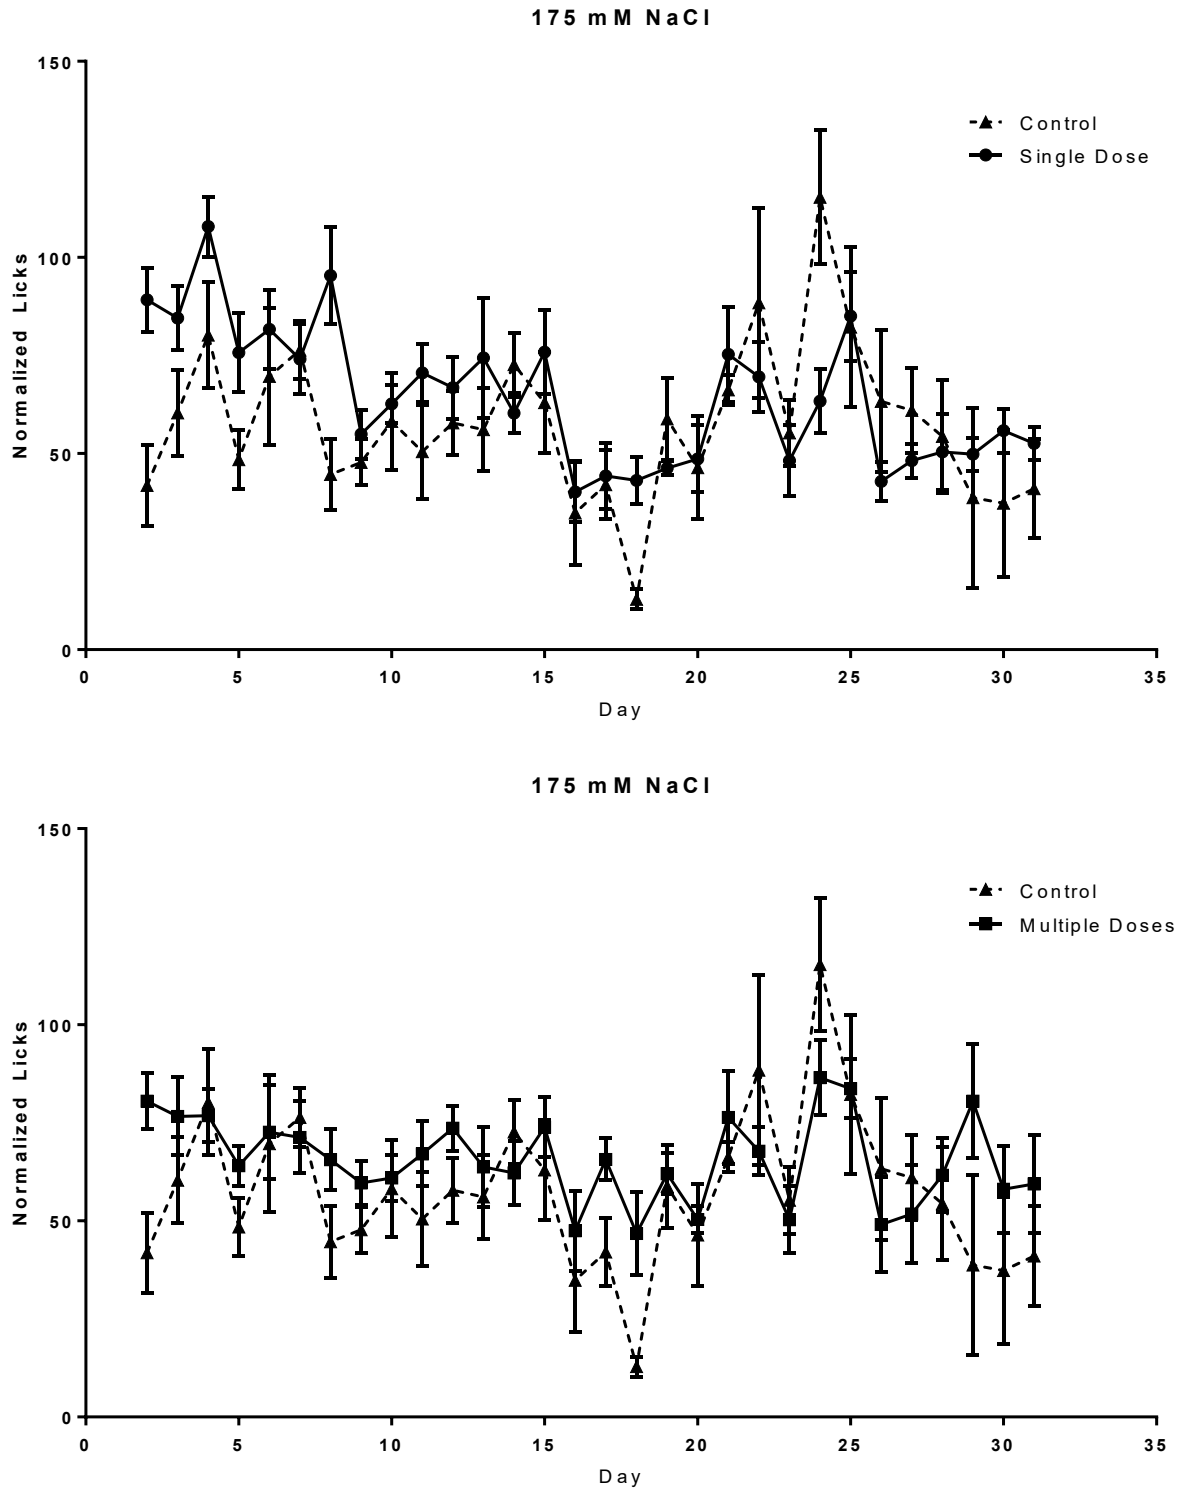 175 mM NaCl
150
Control
Single Dose
100
Normalized Licks
50
0
0 5 10 15 20 25 30 35
Day
175 mM NaCl
150
Control
Multiple Doses
100
Normalized Licks
50
0
0 5 10 15 20 25 30 35
Day